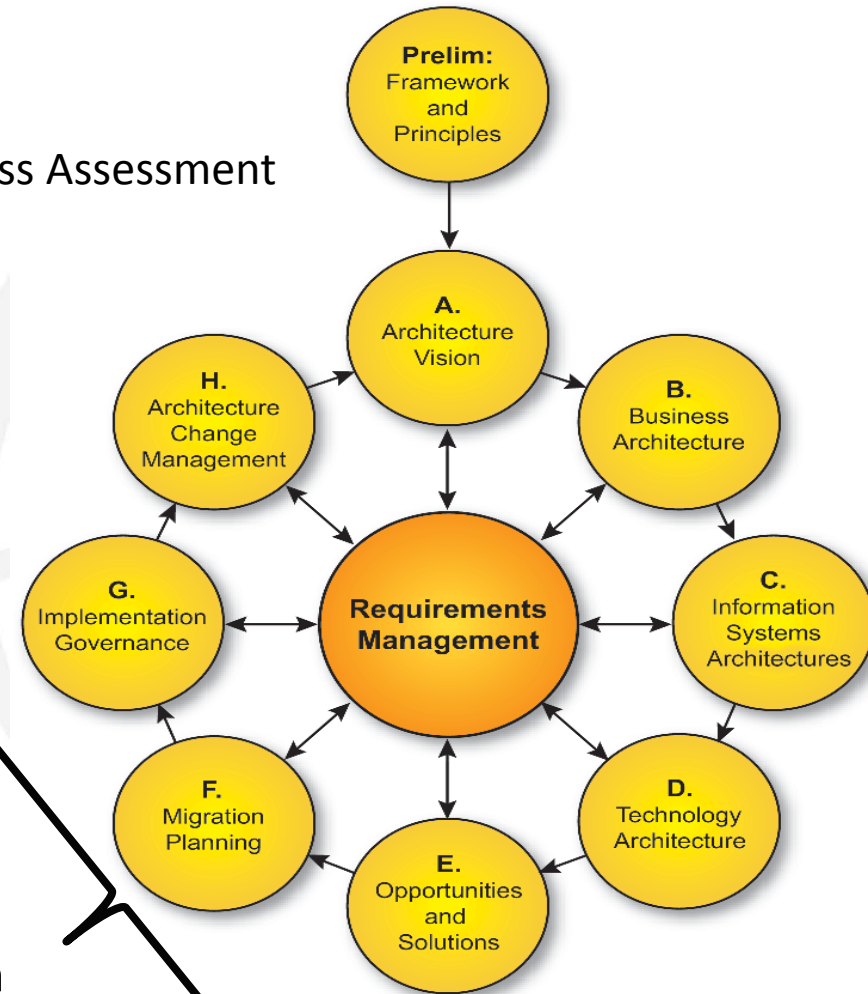 Prelim:
Framework
and
Principles
ss Assessment
A.
Architecture
Vision
B.
Business
Architecture
C.
Information
Systems
Architectures
D.
Technology
Architecture
E.
Opportunities
and
Solutions
F.
Migration
Planning
G.
Implementation
Governance
H.
Architecture
Change
Management
Requirements
Management